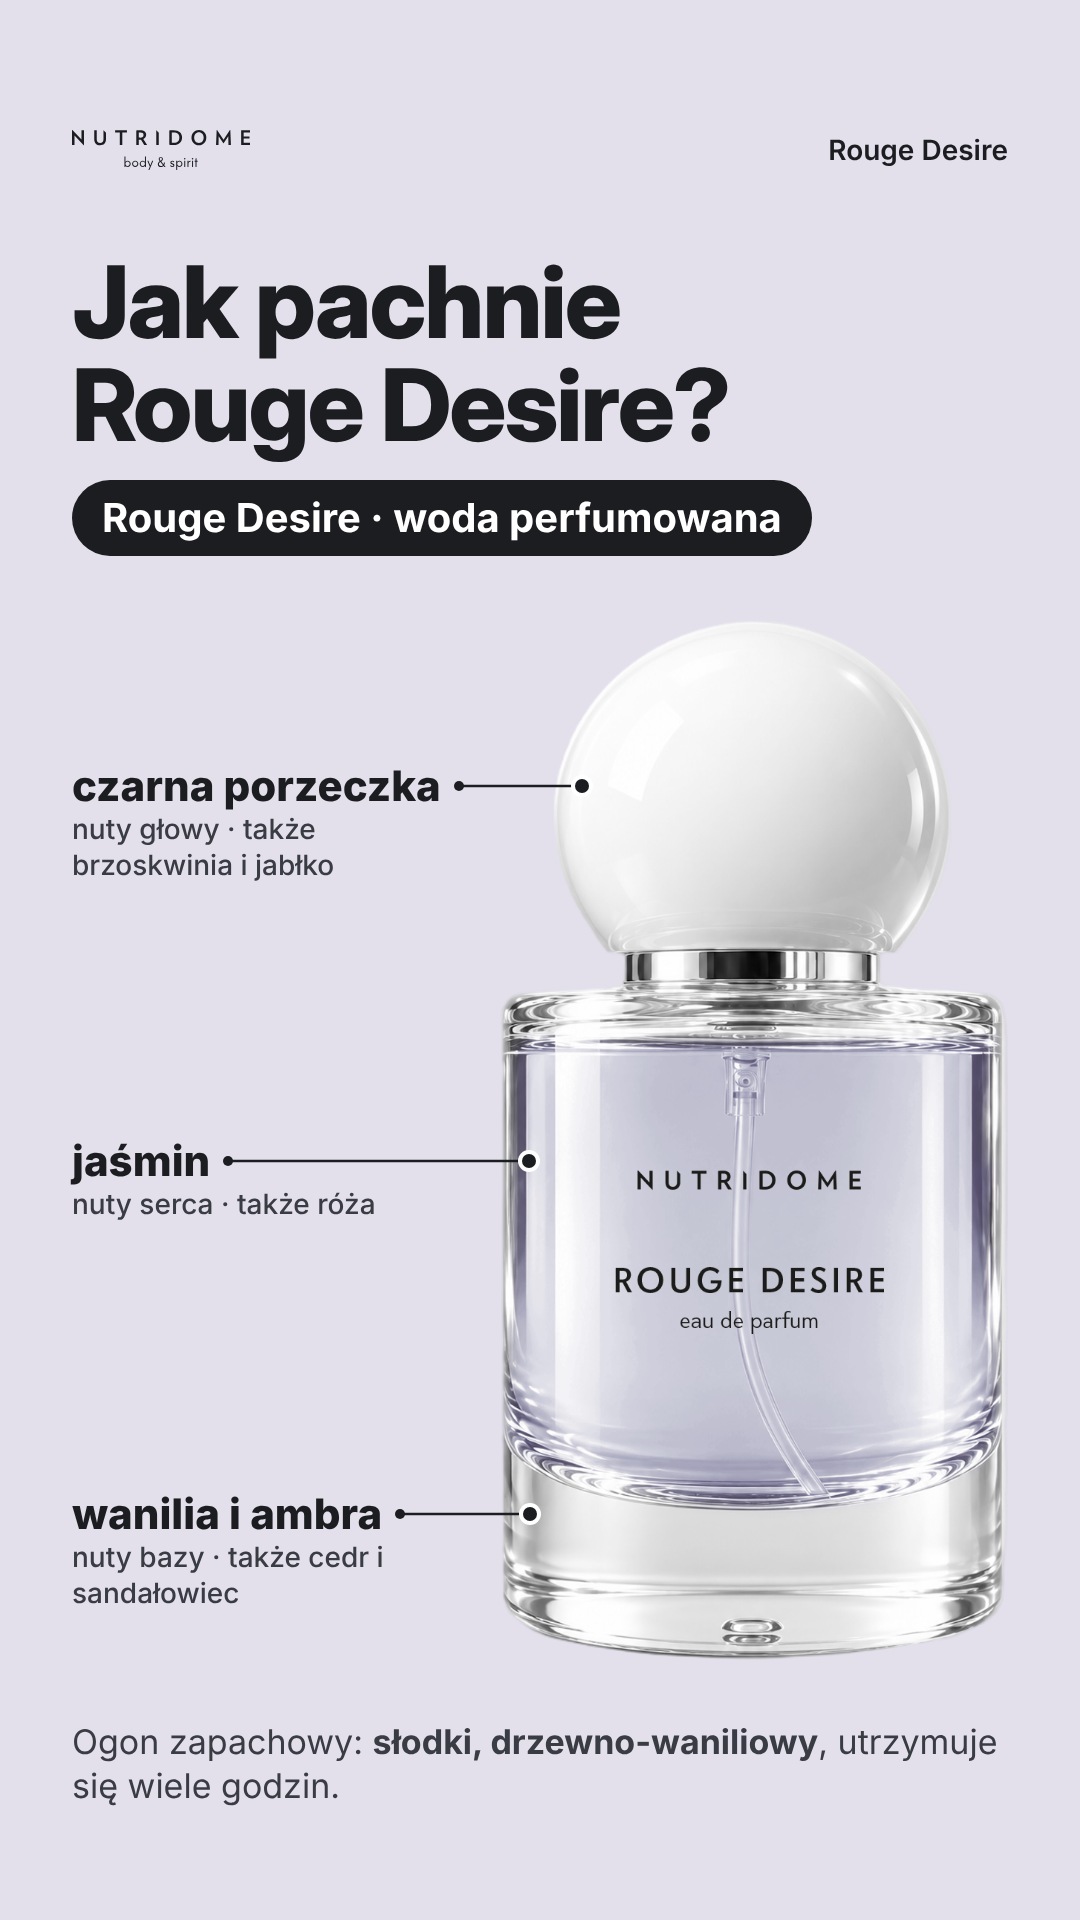 NUTRIDOME
body & spirit
Rouge Desire
Jak pachnie
Rouge Desire?
Rouge Desire · woda perfumowana
czarna porzeczka
nuty głowy · także
brzoskwinia i jabłko
jaśmin
nuty serca · także róża
NUTRIDOME
ROUGE DESIRE
eau de parfum
wanilia i ambra
nuty bazy · także cedr i
sandałowiec
Ogon zapachowy: słodki, drzewno-waniliowy, utrzymuje
się wiele godzin.